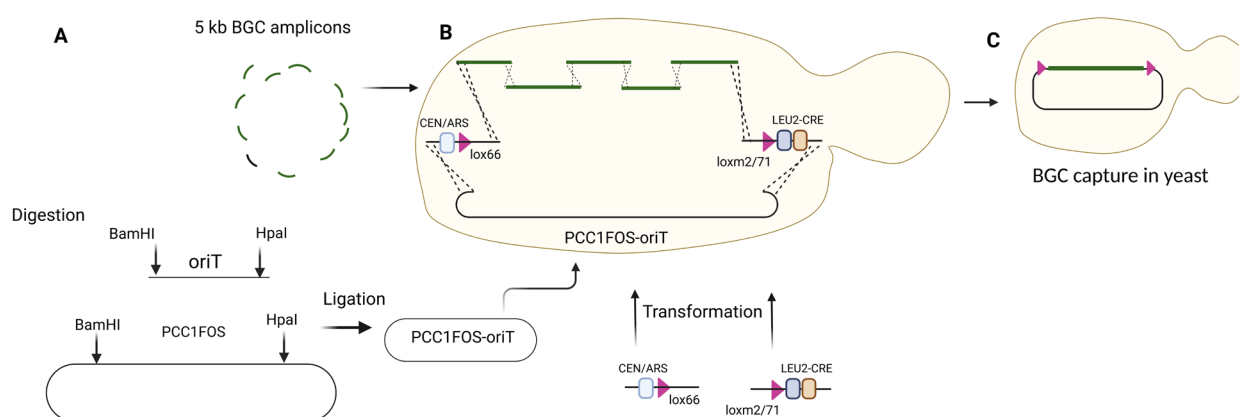 A
5 kb BGC amplicons
B
C
CEN/ARS
lox66
LEU2-CRE
loxm2/71
BGC capture in yeast
PCC1FOS-oriT
Digestion
BamHI
HpaI
oriT
BamHI
PCC1FOS
HpaI
Ligation
PCC1FOS-oriT
Transformation
CEN/ARS
lox66
LEU2-CRE
loxm2/71